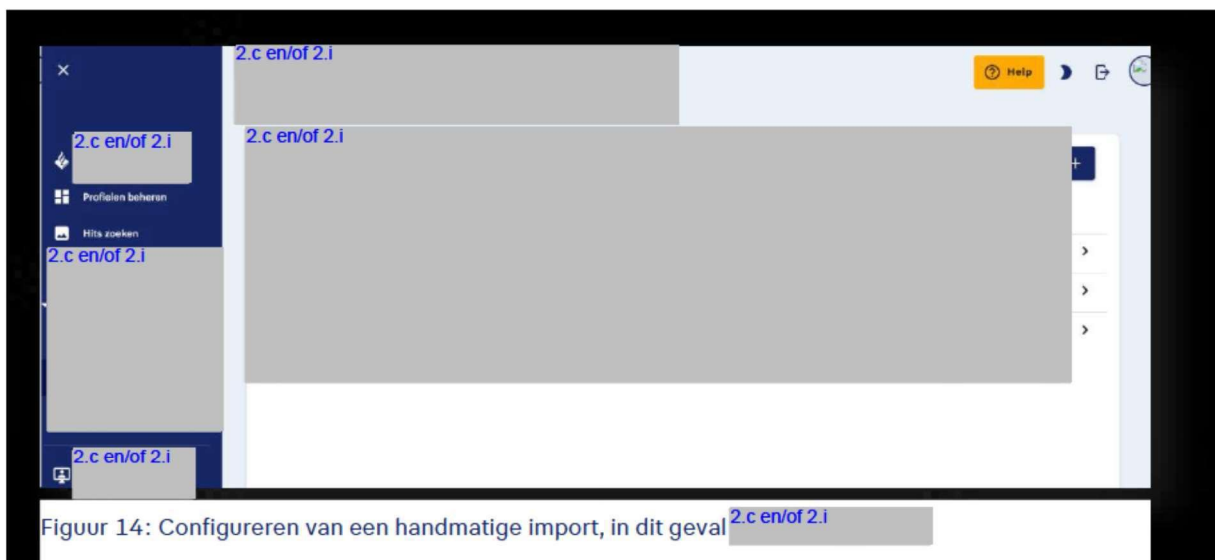 2.c en/of 2.i
Help
2.c en/of 2.i
2.c en/of 2.i
Profielen beheren
Hits zoeken
2.c en/of 2.i
2.c en/of 2.i
Figuur 14: Configureren van een handmatige import, in dit geval 2.c en/of 2.i